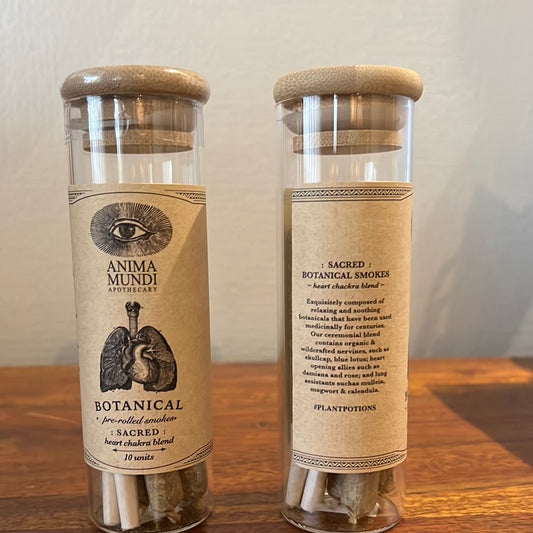 ANIMA
MUNDI
APOTHECARY
BOTANICAL
• pre-rolled smokes •
: SACRED :
heart chakra blend
10 units
: SACRED :
BOTANICAL SMOKES
~ heart chackra blend ~
Exquisitely composed of
relaxing and soothing
botanicals that have been used
medicinally for centuries.
Our ceremonial blend
contains organic &
wildcrafted nervines, such as
skullcap, blue lotus; heart
opening allies such as
damiana and rose; and lung
assistants suchas mullein,
mugwort & calendula.
#PLANTPOTIONS